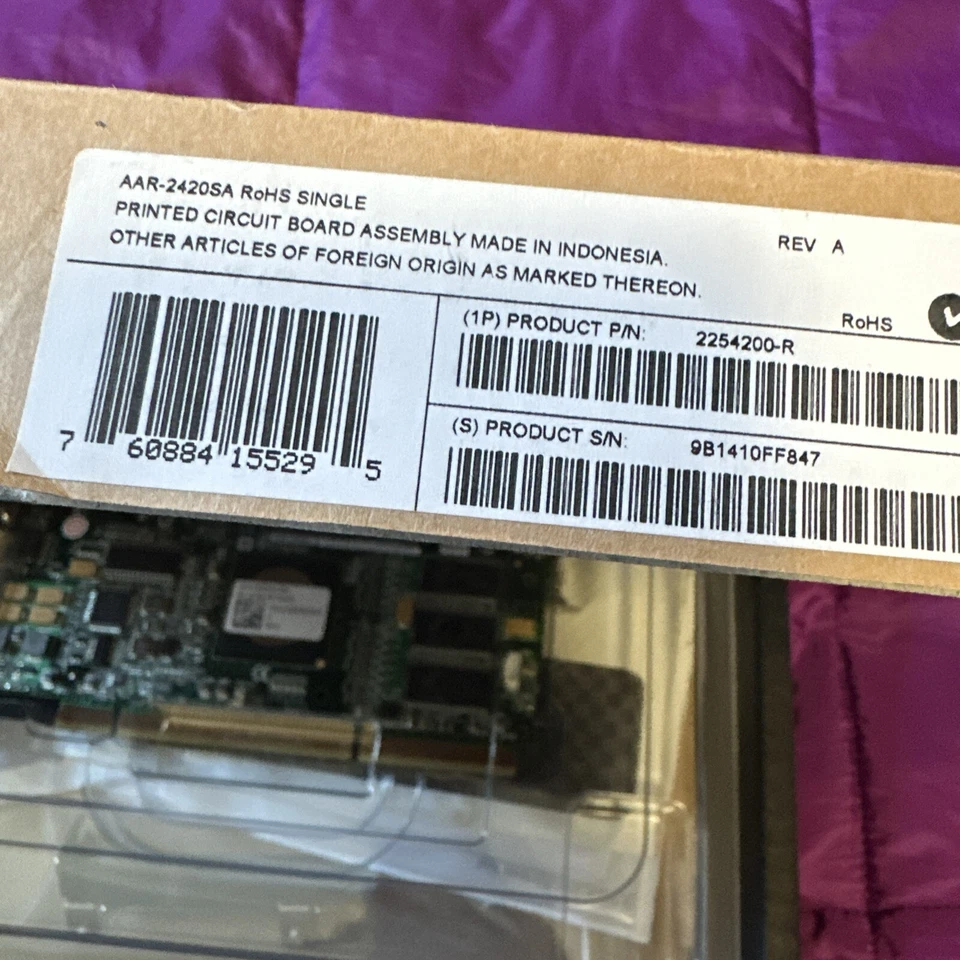 AAR-2420SA RoHS SINGLE
PRINTED CIRCUIT BOARD ASSEMBLY MADE IN INDONESIA.
OTHER ARTICLES OF FOREIGN ORIGIN AS MARKED THEREON.
REV A
RoHS
(1P) PRODUCT P/N: 2254200-R
(S) PRODUCT S/N: 9B1410FF847
7 60884 15529 5